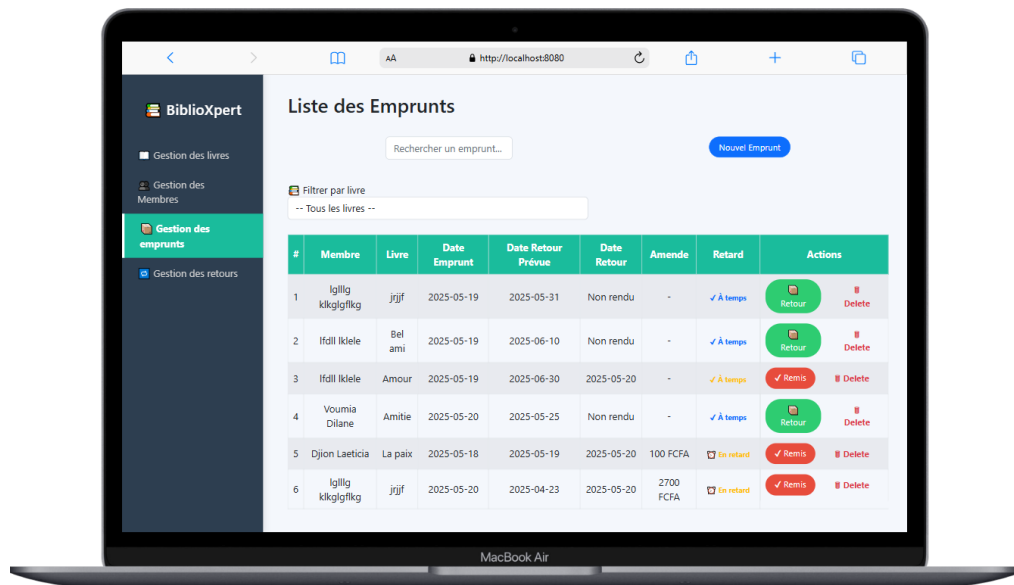 AA http://localhost:8080
BiblioXpert
Gestion des livres
Gestion des
Membres
Gestion des
emprunts
Gestion des retours
Liste des Emprunts
Rechercher un emprunt...
Nouvel Emprunt
Filtrer par livre
-- Tous les livres --
# Membre Livre Date Emprunt Date Retour Prévue Date Retour Amende Retard Actions
1 lglllg klkglgflkg jrjjf 2025-05-19 2025-05-31 Non rendu - ✓ À temps Retour Delete
2 lfdll lklele Bel ami 2025-05-19 2025-06-10 Non rendu - ✓ À temps Retour Delete
3 lfdll lklele Amour 2025-05-19 2025-06-30 2025-05-20 - ✓ À temps ✓ Remis Delete
4 Voumia Dilane Amitie 2025-05-20 2025-05-25 Non rendu - ✓ À temps Retour Delete
5 Djion Laeticia La paix 2025-05-18 2025-05-19 2025-05-20 100 FCFA En retard ✓ Remis Delete
6 lglllg klkglgflkg jrjjf 2025-05-20 2025-04-23 2025-05-20 2700 FCFA En retard ✓ Remis Delete
MacBook Air